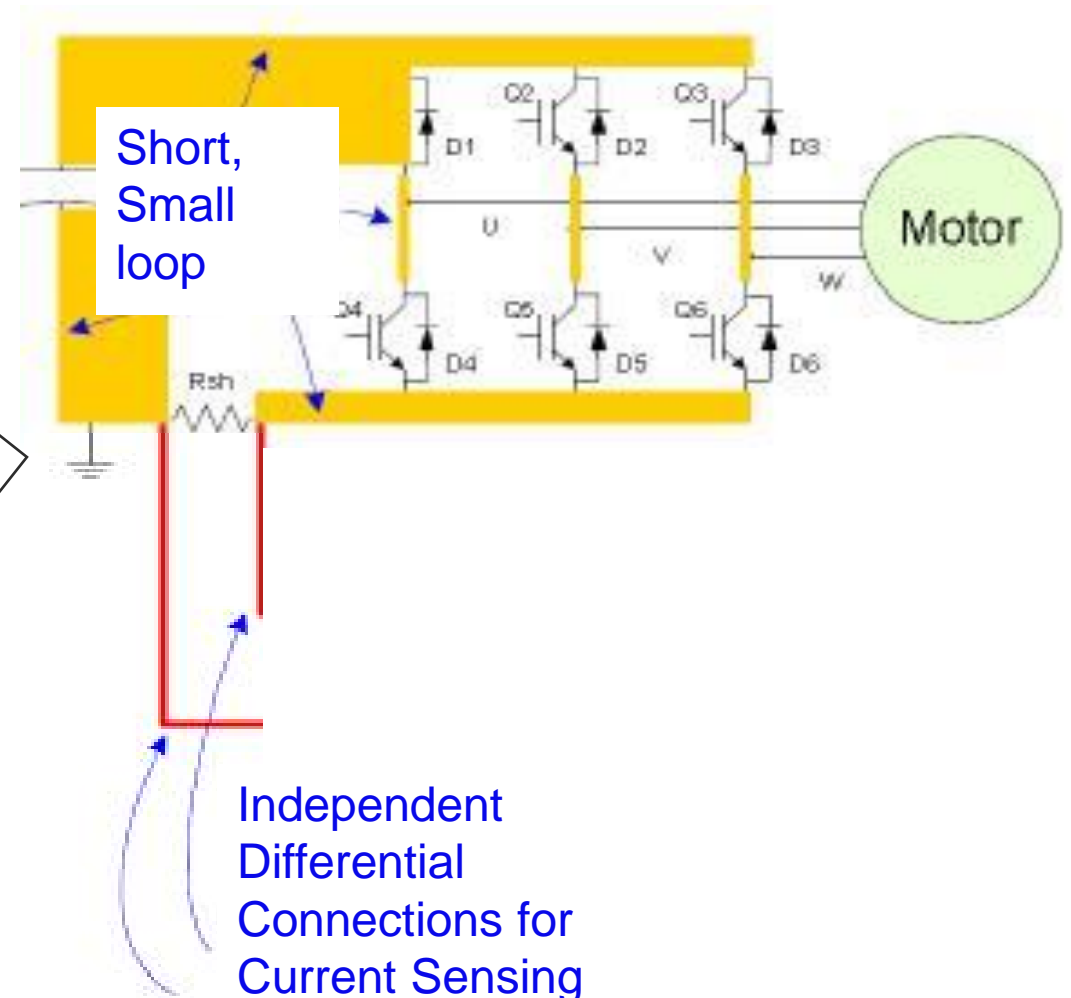 Short,
Small
loop
Q2
Q3
D1
D2
D3
U
V
W
Motor
Q5
Q6
D4
D5
D6
Rsh
Independent
Differential
Connections for
Current Sensing